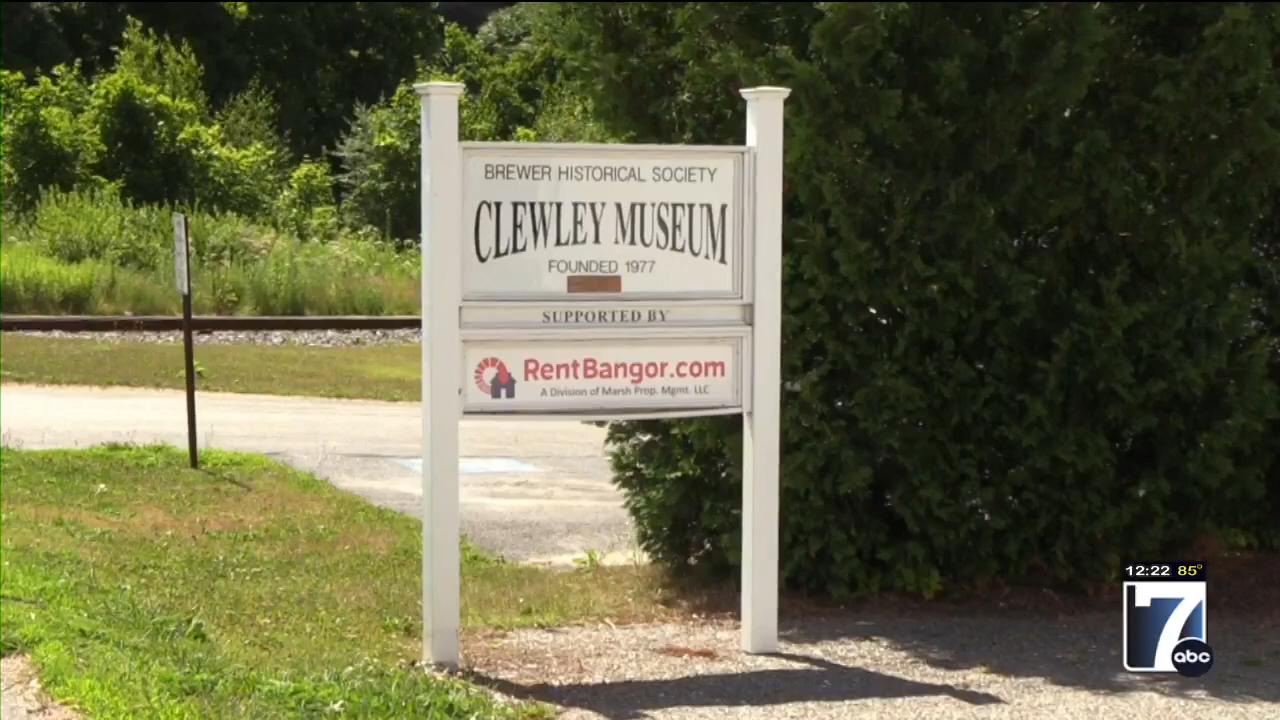 BREWER HISTORICAL SOCIETY
CLEWLEY MUSEUM
FOUNDED 1977
SUPPORTED BY
RentBangor.com
A Division of Marsh Prop. Mgmt. LLC
12:22 85°
7
abc